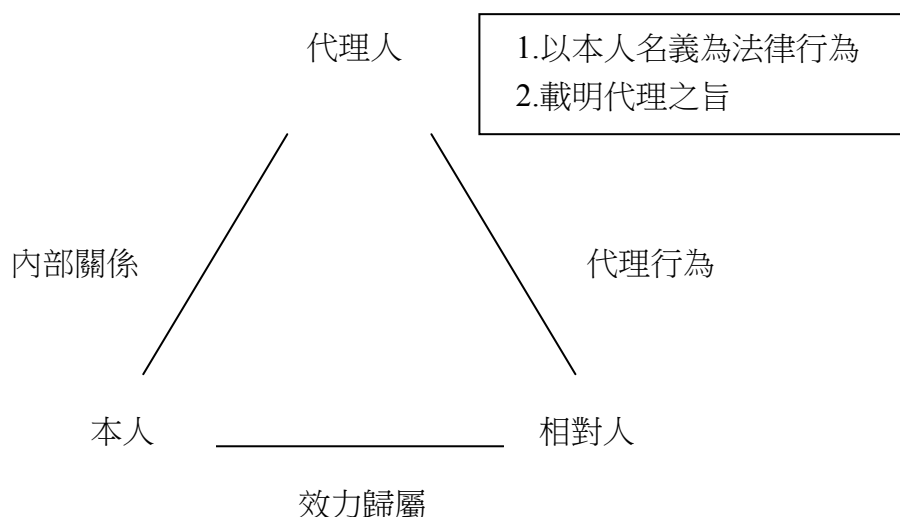 代理人
1.以本人名義為法律行為
2.載明代理之旨
內部關係
代理行為
本人
相對人
效力歸屬